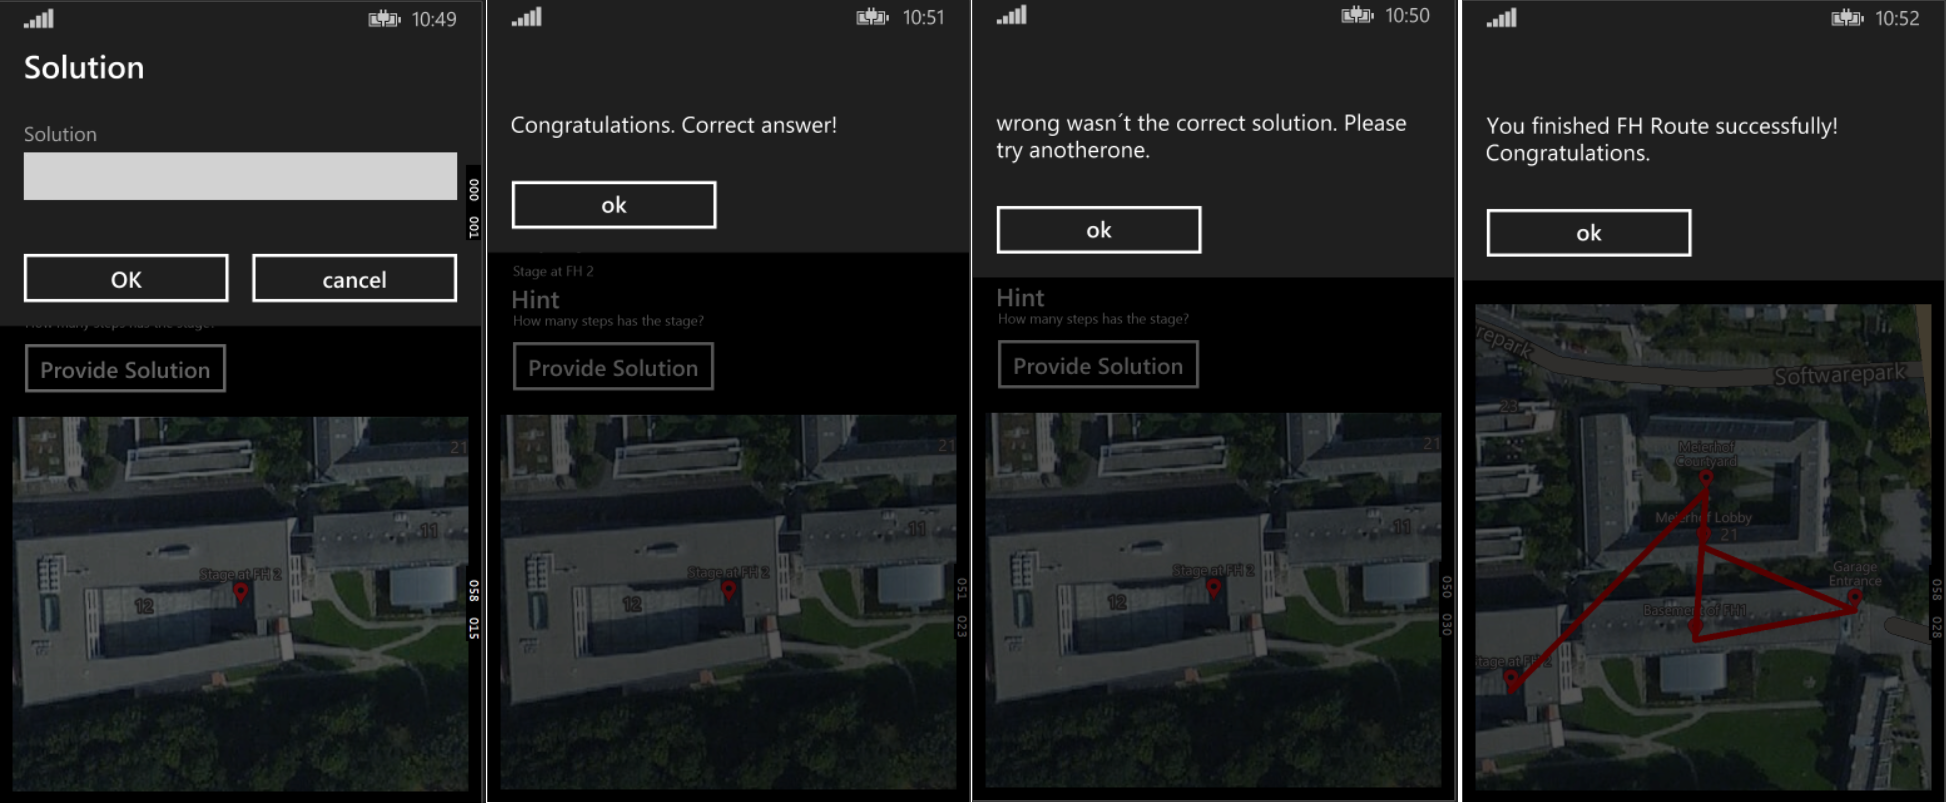 10:49
Solution
Solution
000 001
OK
cancel
How many steps has the stage?
Provide Solution
21
11
Stage at FH 2
12
058 015
10:51
Congratulations. Correct answer!
ok
Stage at FH 2
Hint
How many steps has the stage?
Provide Solution
21
11
Stage at FH 2
12
051 023
10:50
wrong wasn´t the correct solution. Please
try anotherone.
ok
Hint
How many steps has the stage?
Provide Solution
21
11
Stage at FH 2
12
050 030
10:52
You finished FH Route successfully!
Congratulations.
ok
repark
Softwarepark
23
Meierhof
Courtyard
Meierhof Lobby
21
Garage
Entrance
Basement of FH1
tage at FH 2
058 028